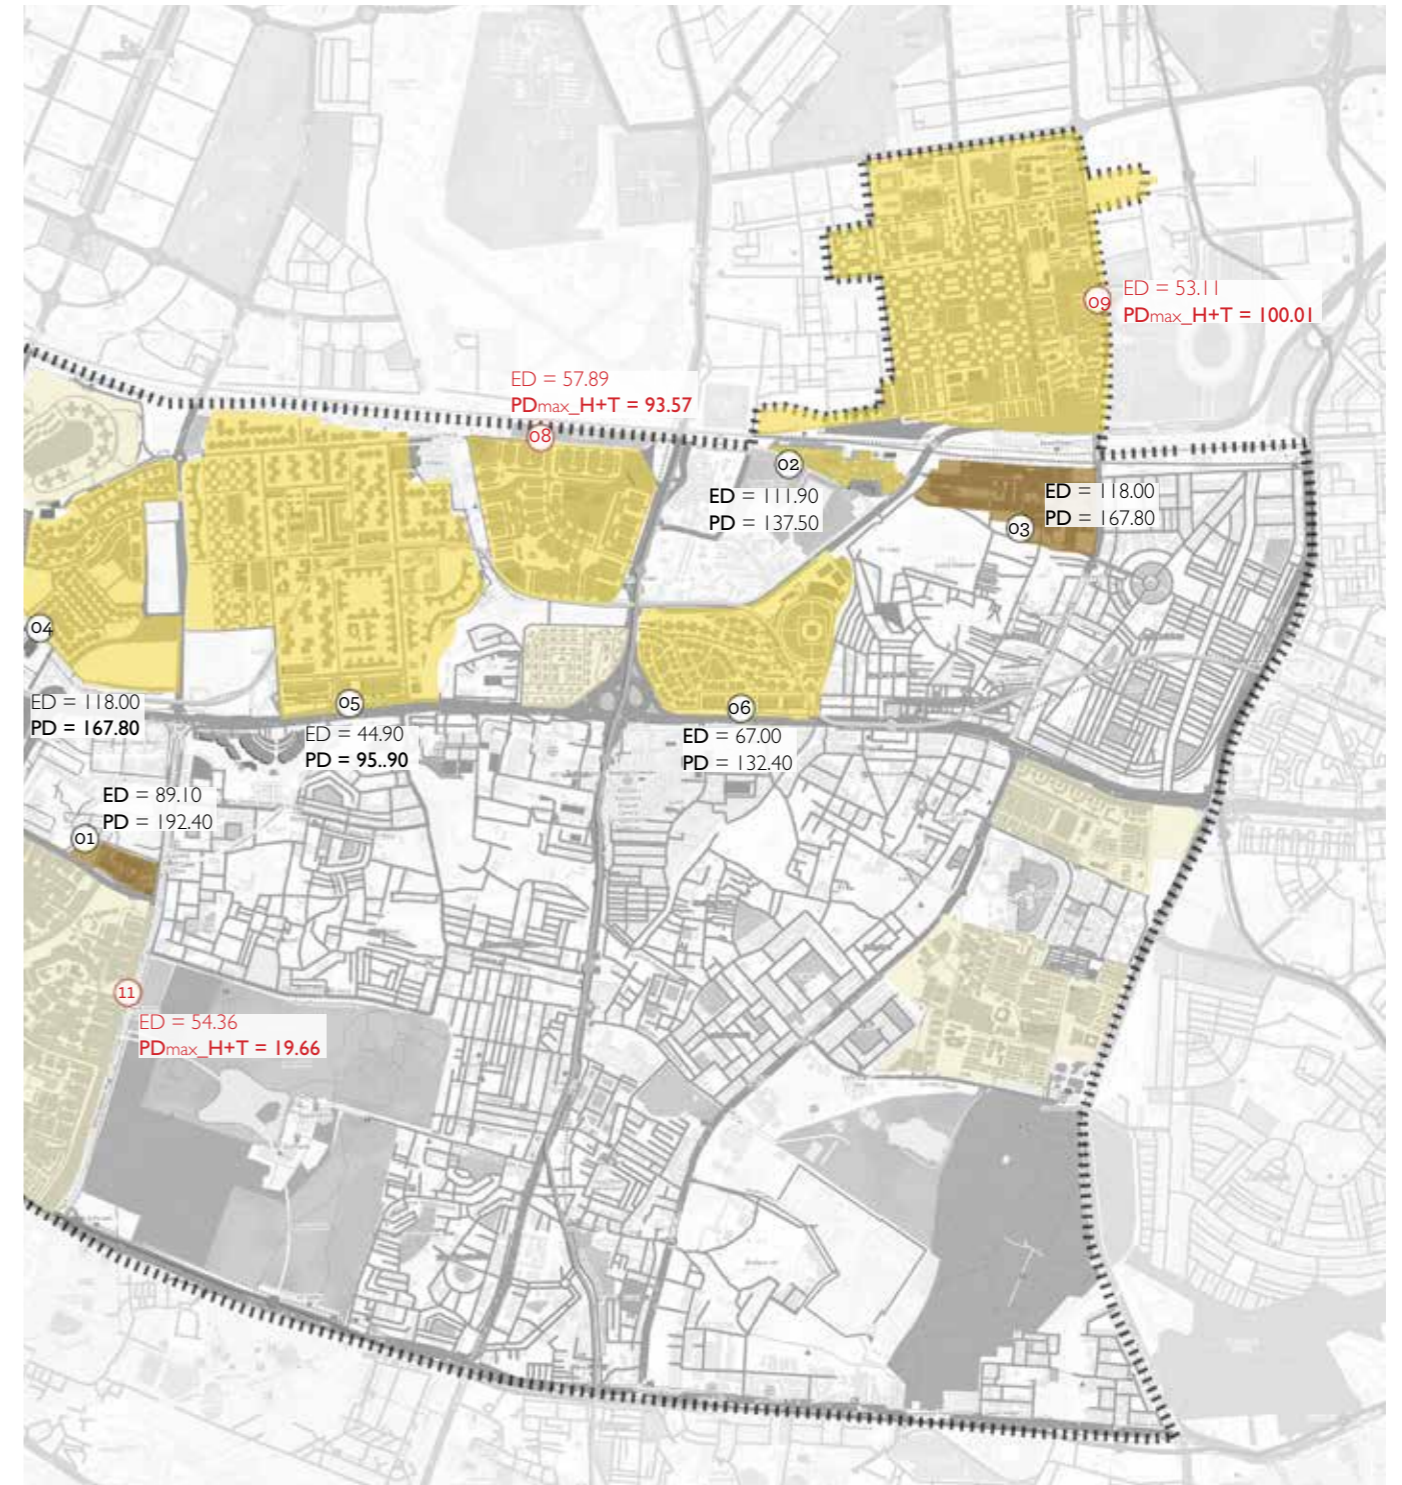 09
ED = 53.11
PDmax_H+T = 100.01
ED = 57.89
PDmax_H+T = 93.57
08
02
ED = 111.90
PD = 137.50
ED = 118.00
PD = 167.80
03
04
ED = 118.00
PD = 167.80
05
ED = 44.90
PD = 95..90
06
ED = 67.00
PD = 132.40
ED = 89.10
PD = 192.40
01
11
ED = 54.36
PDmax_H+T = 19.66